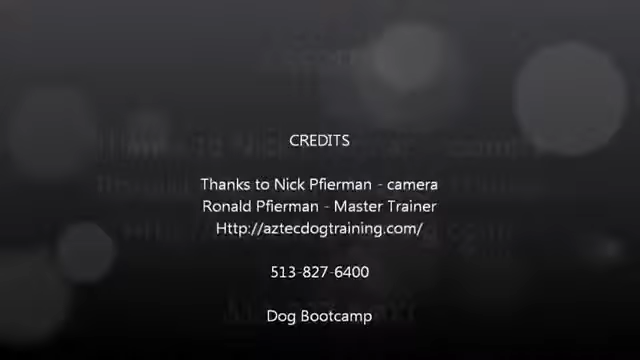 CREDITS
Thanks to Nick Pfierman - camera
Ronald Pfierman - Master Trainer
Http://aztecdogtraining.com/
513-827-6400
Dog Bootcamp